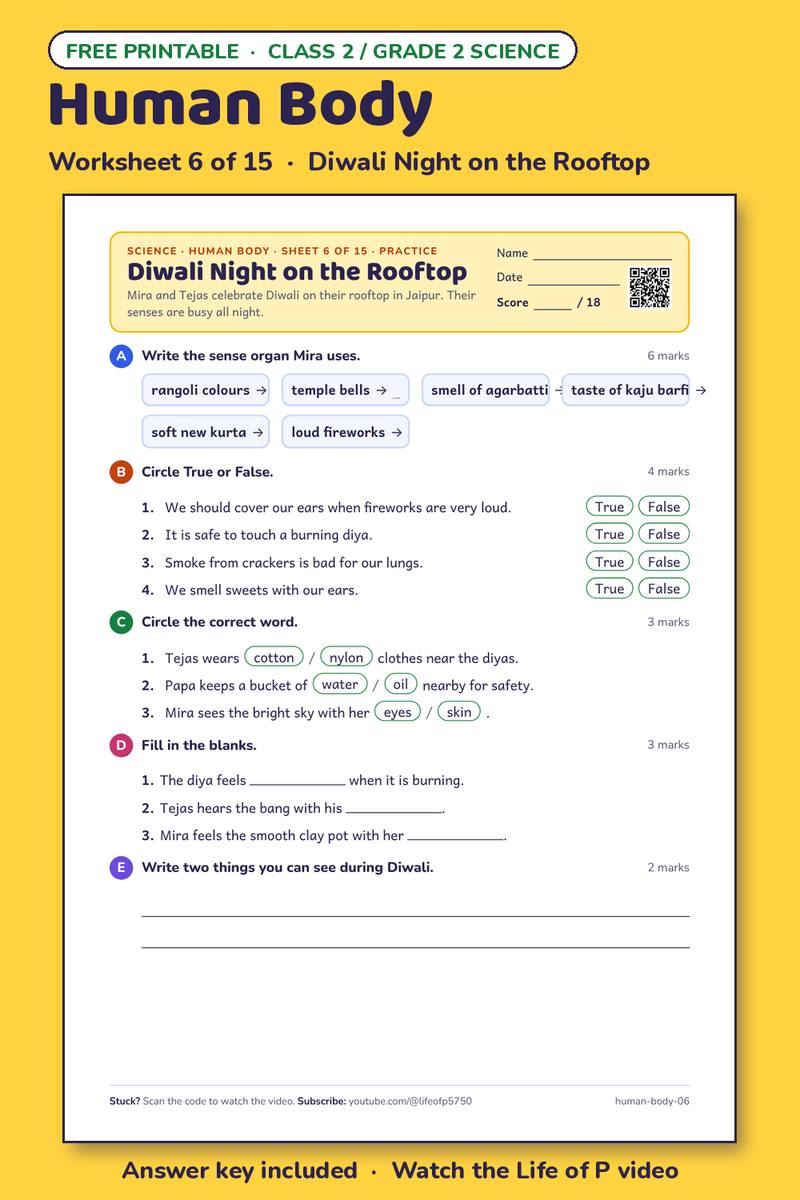 FREE PRINTABLE · CLASS 2 / GRADE 2 SCIENCE
Human Body
Worksheet 6 of 15 · Diwali Night on the Rooftop
SCIENCE · HUMAN BODY · SHEET 6 OF 15 · PRACTICE
Diwali Night on the Rooftop
Mira and Tejas celebrate Diwali on their rooftop in Jaipur. Their
senses are busy all night.
Name ____________
Date ____________
Score ______ / 18
A Write the sense organ Mira uses. 6 marks
rangoli colours → temple bells → _ smell of agarbatti → taste of kaju barfi →
soft new kurta → loud fireworks →
B Circle True or False. 4 marks
1. We should cover our ears when fireworks are very loud. True False
2. It is safe to touch a burning diya. True False
3. Smoke from crackers is bad for our lungs. True False
4. We smell sweets with our ears. True False
C Circle the correct word. 3 marks
1. Tejas wears cotton / nylon clothes near the diyas.
2. Papa keeps a bucket of water / oil nearby for safety.
3. Mira sees the bright sky with her eyes / skin .
D Fill in the blanks. 3 marks
1. The diya feels ____________ when it is burning.
2. Tejas hears the bang with his ____________.
3. Mira feels the smooth clay pot with her ____________.
E Write two things you can see during Diwali. 2 marks
Stuck? Scan the code to watch the video. Subscribe: youtube.com/@lifeofp5750 human-body-06
Answer key included · Watch the Life of P video